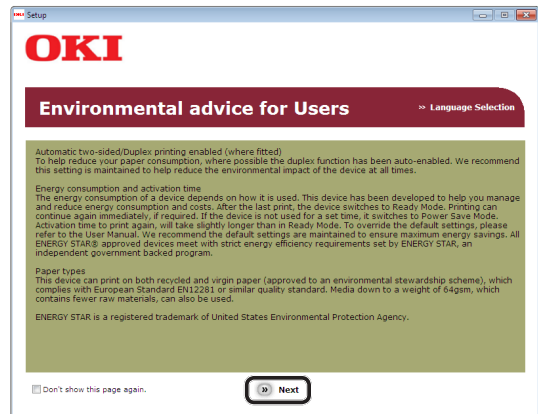 OKI Setup
OKI
Environmental advice for Users
» Language Selection
Automatic two-sided/Duplex printing enabled (where fitted)
To help reduce your paper consumption, where possible the duplex function has been auto-enabled. We recommend
this setting is maintained to help reduce the environmental impact of the device at all times.
Energy consumption and activation time
The energy consumption of a device depends on how it is used. This device has been developed to help you manage
and reduce energy consumption and costs. After the last print, the device switches to Ready Mode. Printing can
continue again immediately, if required. If the device is not used for a set time, it switches to Power Save Mode.
Activation time to print again, will take slightly longer than in Ready Mode. To override the default settings, please
refer to the User Manual. We recommend the default settings are maintained to ensure maximum energy savings. All
ENERGY STAR® approved devices meet with strict energy efficiency requirements set by ENERGY STAR, an
independent government backed program.
Paper types
This device can print on both recycled and virgin paper (approved to an environmental stewardship scheme), which
complies with European Standard EN12281 or similar quality standard. Media down to a weight of 64gsm, which
contains fewer raw materials, can also be used.
ENERGY STAR is a registered trademark of United States Environmental Protection Agency.
Don't show this page again.
» Next